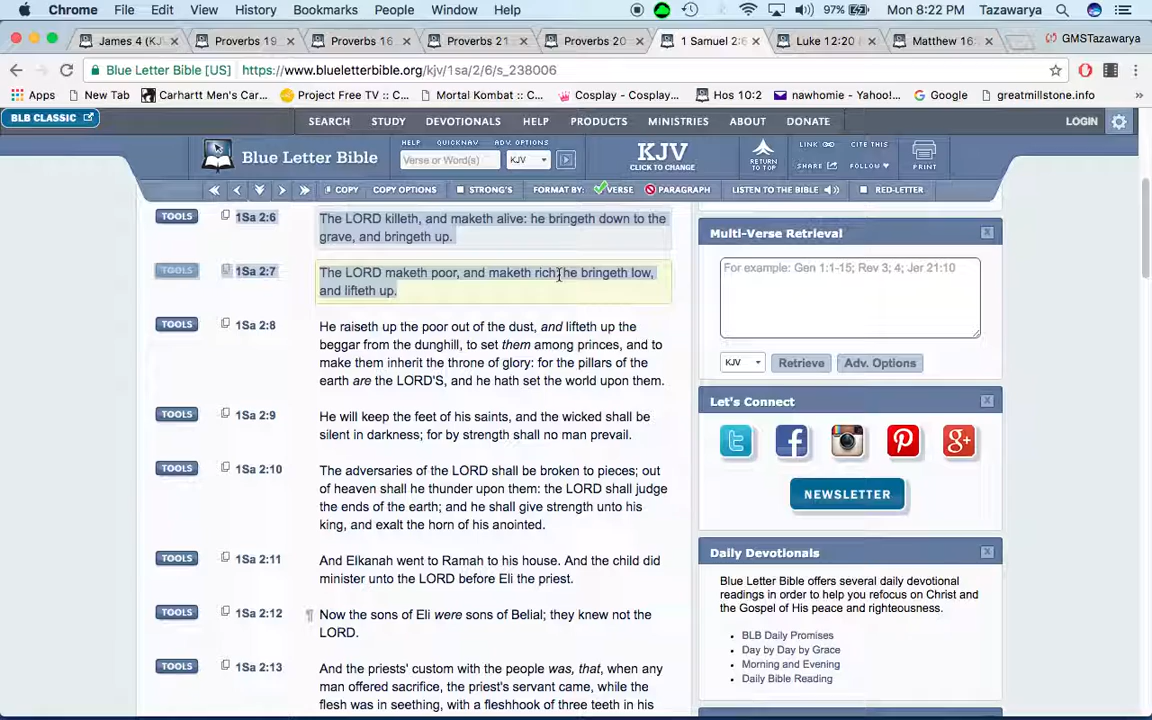 Chrome File Edit View History Bookmarks People Window Help 97% Mon 8:22 PM Tazawarya
James 4 (KJ Proverbs 19 Proverbs 16 Proverbs 21 Proverbs 20 1 Samuel 2:6 Luke 12:20 Matthew 16: GMSTazawarya
Blue Letter Bible [US] https://www.blueletterbible.org/kjv/1sa/2/6/s_238006
Apps New Tab Carhartt Men's Car... Project Free TV :: C... Mortal Kombat :: C... Cosplay - Cosplay... Hos 10:2 nawhomie - Yahoo!... Google greatmillstone.info »
BLB CLASSIC
SEARCH STUDY DEVOTIONALS HELP PRODUCTS MINISTRIES ABOUT DONATE LOGIN
Blue Letter Bible
HELP QUICKNAV ADV. OPTIONS
Verse or Word(s) KJV
KJV
CLICK TO CHANGE
RETURN TO TOP
LINK CITE THIS
SHARE FOLLOW
PRINT
COPY COPY OPTIONS STRONG'S FORMAT BY: VERSE PARAGRAPH LISTEN TO THE BIBLE RED-LETTER
TOOLS 1Sa 2:6 The LORD killeth, and maketh alive: he bringeth down to the
grave, and bringeth up.
TOOLS 1Sa 2:7 The LORD maketh poor, and maketh rich: he bringeth low,
and lifteth up.
TOOLS 1Sa 2:8 He raiseth up the poor out of the dust, and lifteth up the
beggar from the dunghill, to set them among princes, and to
make them inherit the throne of glory: for the pillars of the
earth are the LORD'S, and he hath set the world upon them.
TOOLS 1Sa 2:9 He will keep the feet of his saints, and the wicked shall be
silent in darkness; for by strength shall no man prevail.
TOOLS 1Sa 2:10 The adversaries of the LORD shall be broken to pieces; out
of heaven shall he thunder upon them: the LORD shall judge
the ends of the earth; and he shall give strength unto his
king, and exalt the horn of his anointed.
TOOLS 1Sa 2:11 And Elkanah went to Ramah to his house. And the child did
minister unto the LORD before Eli the priest.
TOOLS 1Sa 2:12 ¶ Now the sons of Eli were sons of Belial; they knew not the
LORD.
TOOLS 1Sa 2:13 And the priests' custom with the people was, that, when any
man offered sacrifice, the priest's servant came, while the
flesh was in seething, with a fleshhook of three teeth in his
Multi-Verse Retrieval
For example: Gen 1:1-15; Rev 3; 4; Jer 21:10
KJV Retrieve Adv. Options
Let's Connect
NEWSLETTER
Daily Devotionals
Blue Letter Bible offers several daily devotional
readings in order to help you refocus on Christ and
the Gospel of His peace and righteousness.
• BLB Daily Promises
• Day by Day by Grace
• Morning and Evening
• Daily Bible Reading